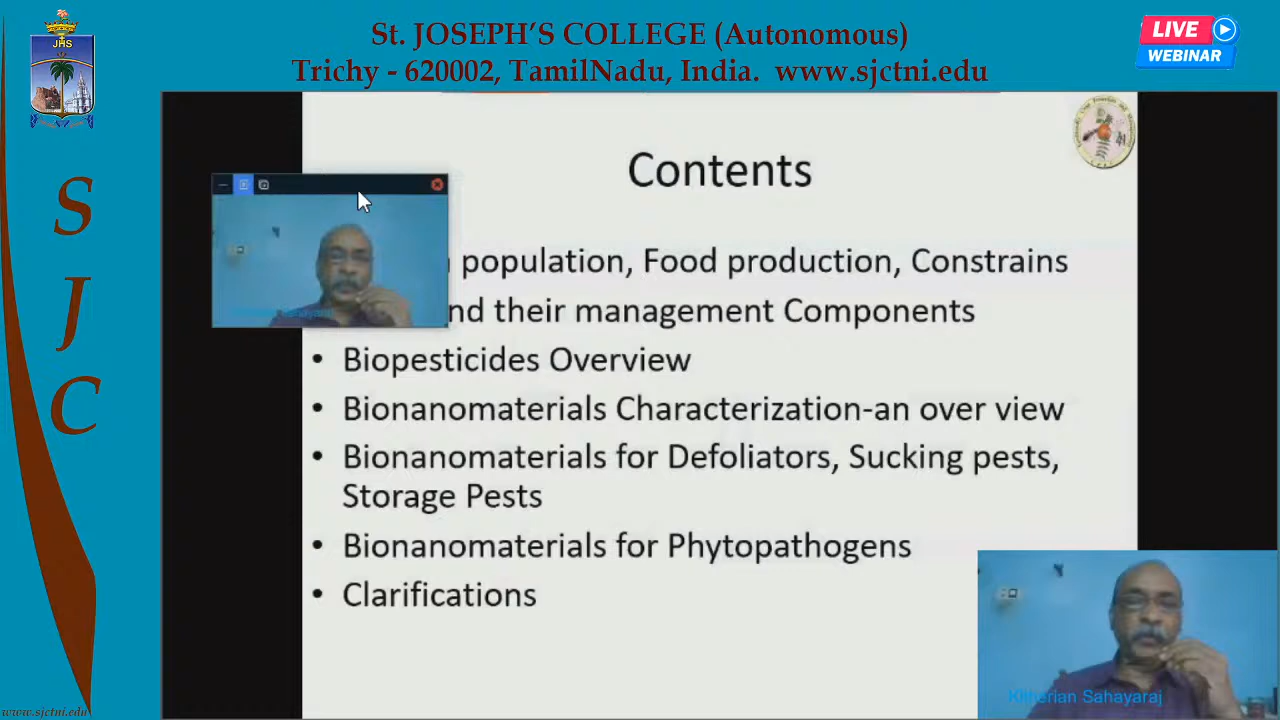 St. JOSEPH'S COLLEGE (Autonomous)
Trichy - 620002, TamilNadu, India. www.sjctni.edu
LIVE
WEBINAR
JHS
S
J
C
Contents
population, Food production, Constrains
nd their management Components
• Biopesticides Overview
• Bionanomaterials Characterization-an over view
• Bionanomaterials for Defoliators, Sucking pests,
Storage Pests
• Bionanomaterials for Phytopathogens
• Clarifications
Kitherian Sahayaraj
www.sjctni.edu